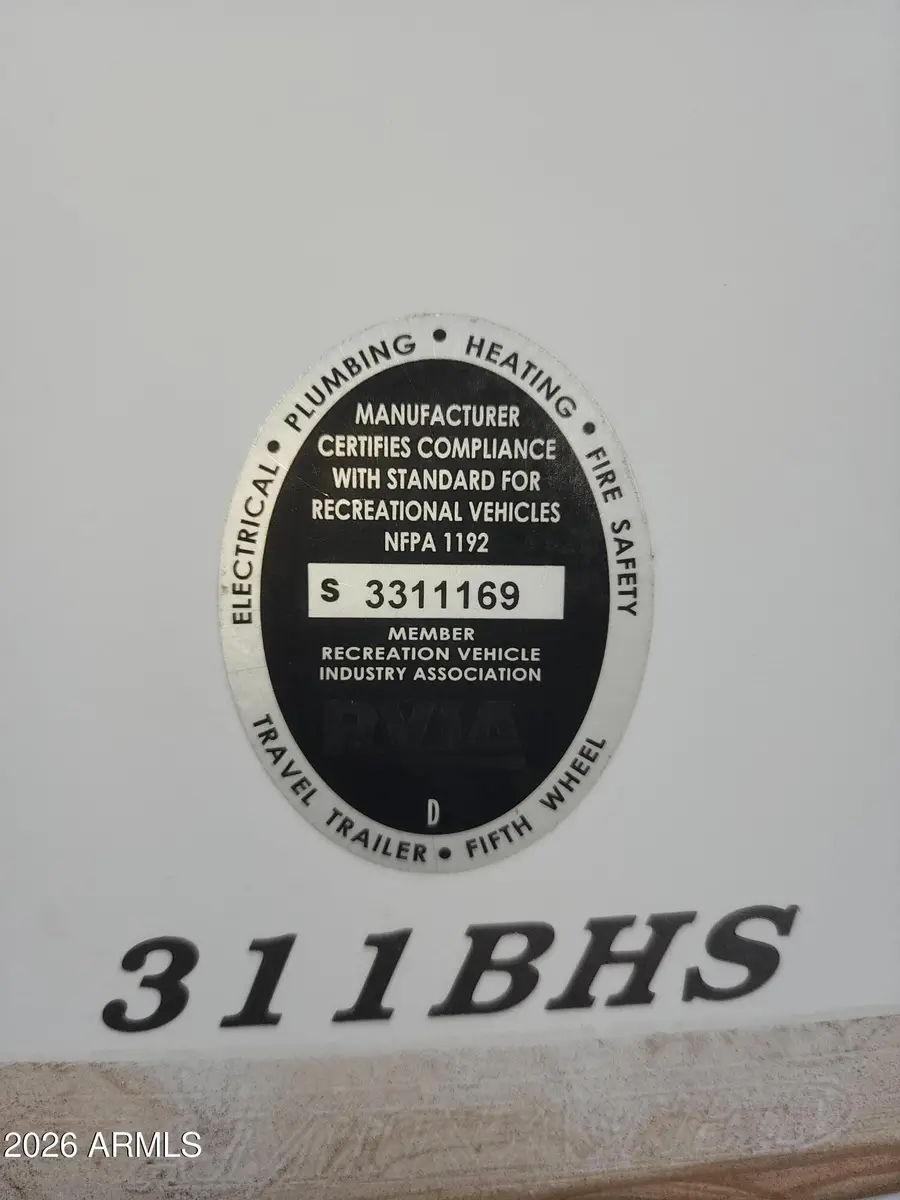 ELECTRICAL • PLUMBING • HEATING • FIRE SAFETY
MANUFACTURER
CERTIFIES COMPLIANCE
WITH STANDARD FOR
RECREATIONAL VEHICLES
NFPA 1192
S 3311169
MEMBER
RECREATION VEHICLE
INDUSTRY ASSOCIATION
RVIA
D
TRAVEL TRAILER • FIFTH WHEEL
311BHS
2026 ARMLS